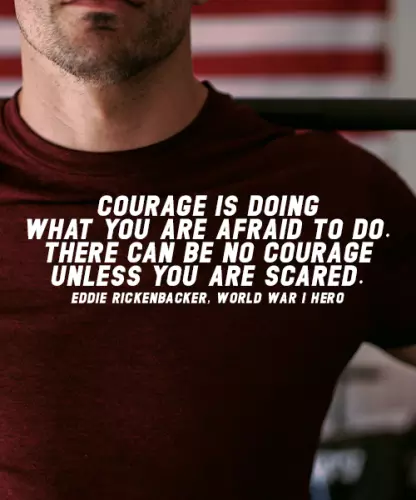 COURAGE IS DOING
WHAT YOU ARE AFRAID TO DO.
THERE CAN BE NO COURAGE
UNLESS YOU ARE SCARED.
EDDIE RICKENBACKER, WORLD WAR I HERO